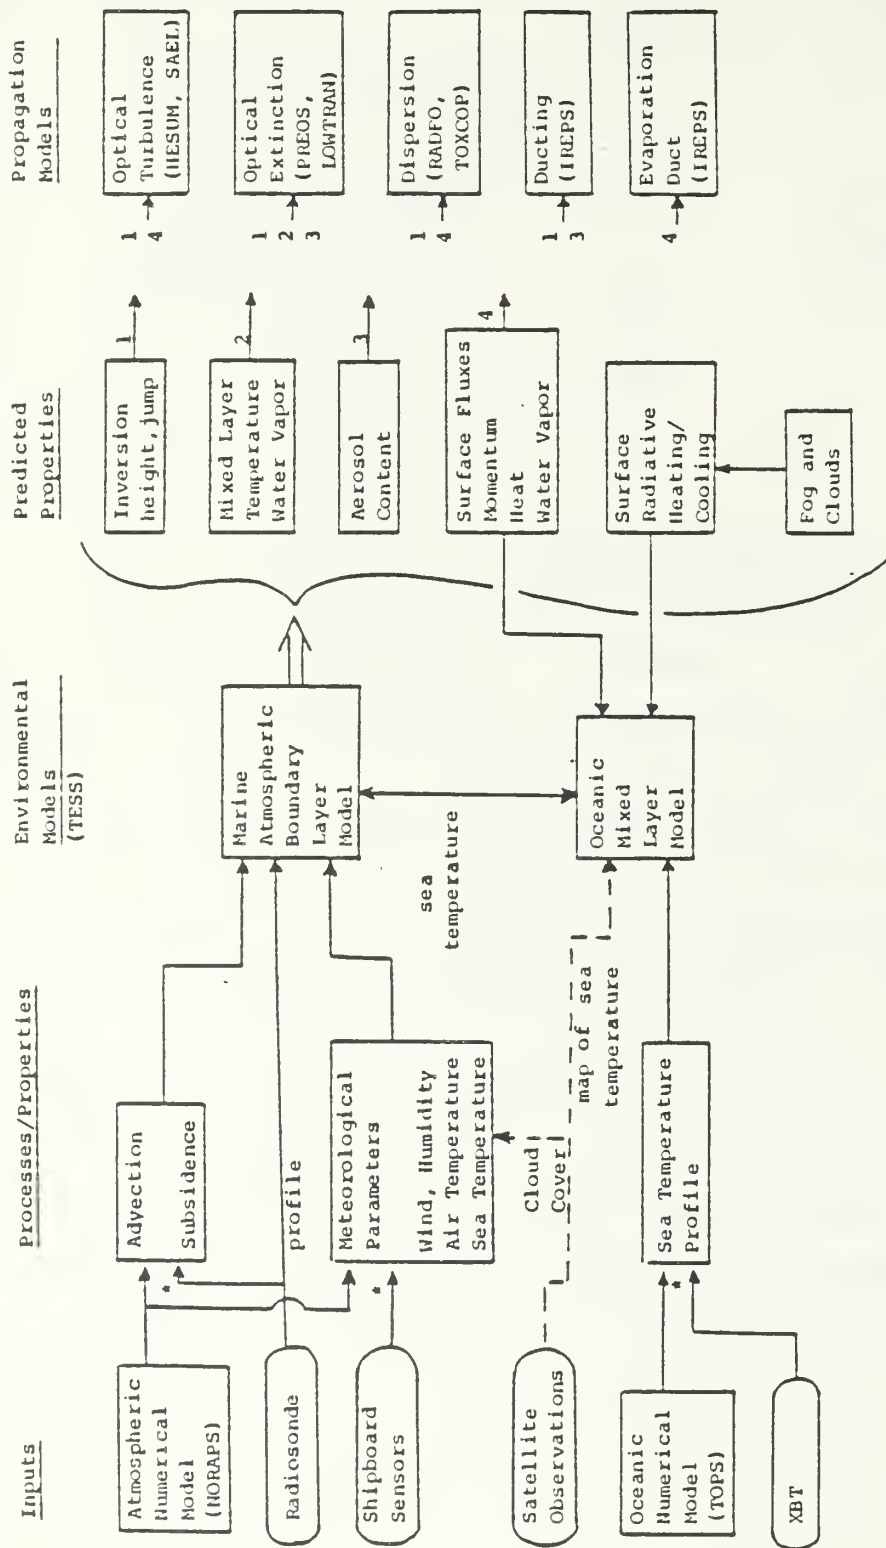 Inputs
Atmospheric
Numerical
Model
(NORAPS)
Radiosonde
Shipboard
Sensors
Satellite
Observations
Oceanic
Numerical
Model
(TOPS)
XBT
Processes/Properties
Advection
Subsidence
*
profile
Meteorological
Parameters
Wind, Humidity
Air Temperature
Sea Temperature
*
Cloud
Cover
map of sea
temperature
Sea Temperature
Profile
*
Environmental
Models
(TESS)
Marine
Atmospheric
Boundary
Layer
Model
sea
temperature
Oceanic
Mixed
Layer
Model
Predicted
Properties
Inversion
height, jump
1
Mixed Layer
Temperature
Water Vapor
2
Aerosol
Content
3
Surface Fluxes
Momentum
Heat
Water Vapor
4
Surface
Radiative
Heating/
Cooling
Fog and
Clouds
Propagation
Models
1
4
Optical
Turbulence
(HESUM, SAEL)
1
2
3
Optical
Extinction
(PREOS,
LOWTRAN)
1
4
Dispersion
(RADFO,
TOXCOP)
1
3
Ducting
(IREPS)
4
Evaporation
Duct
(IREPS)